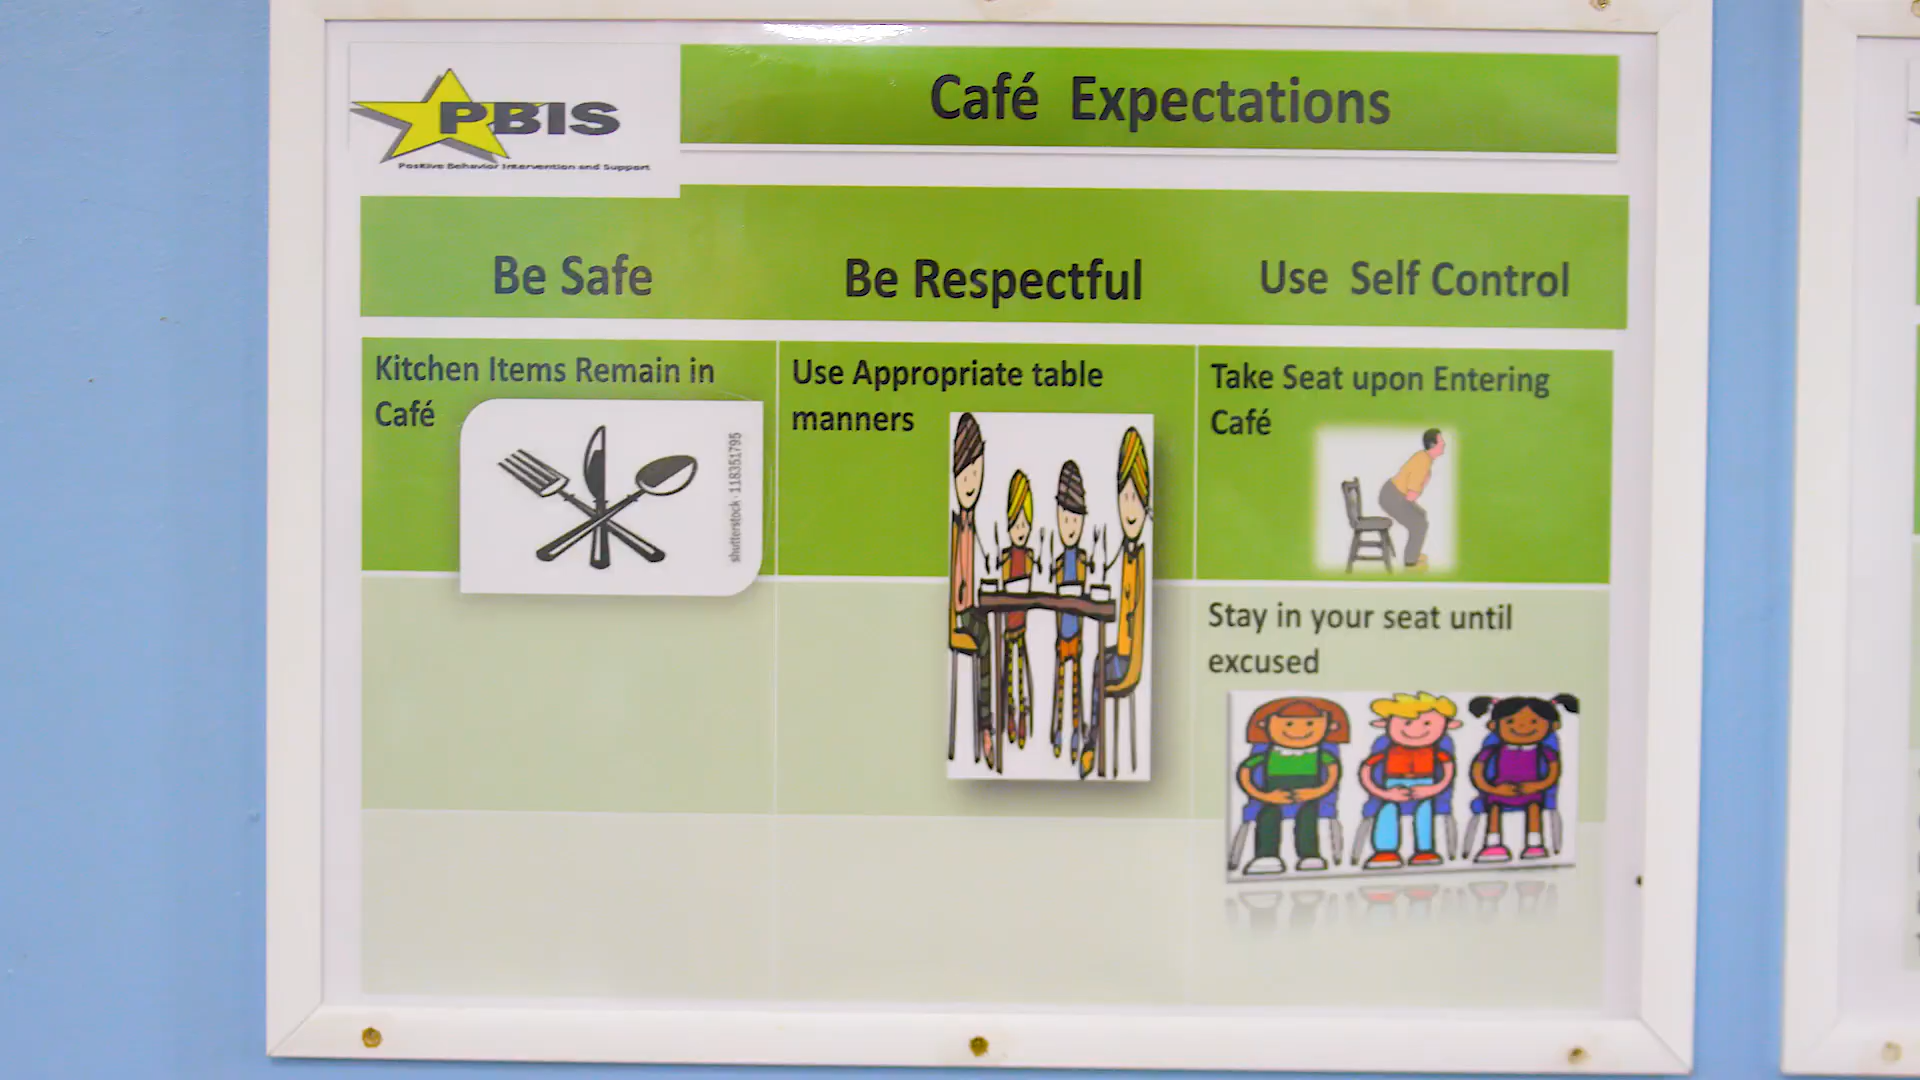 PBIS
Positive Behavior Intervention and Support
Café Expectations
Be Safe
Be Respectful
Use Self Control
Kitchen Items Remain in
Café
shutterstock · 118351795
Use Appropriate table
manners
Take Seat upon Entering
Café
Stay in your seat until
excused